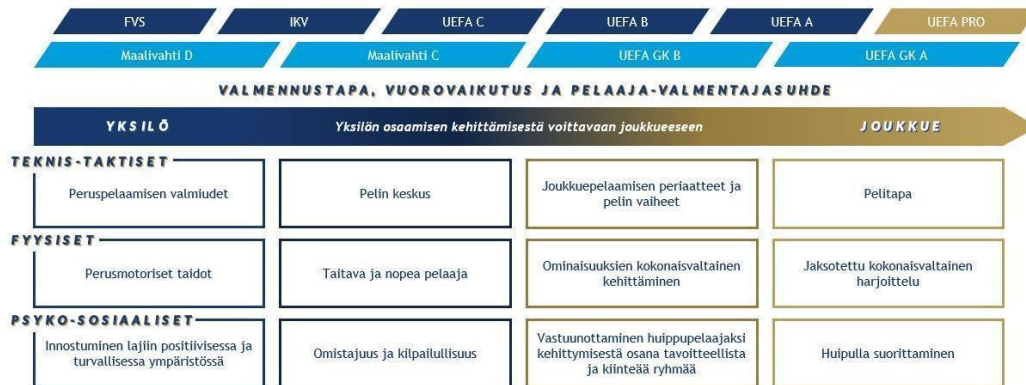 FVS IKV UEFA C UEFA B UEFA A UEFA PRO
Maalivahti D Maalivahti C UEFA GK B UEFA GK A
VALMENNUSTAPA, VUOROVAIKUTUS JA PELAAJA-VALMENTAJASUHDE
YKSILÖ Yksilön osaamisen kehittämisestä voittavaan joukkueeseen JOUKKUE
TEKNIS-TAKTISET
Peruspelaamisen valmiudet
Pelin keskus
Joukkuepelaamisen periaatteet ja
pelin vaiheet
Pelitapa
FYYSISET
Perusmotoriset taidot
Taitava ja nopea pelaaja
Ominaisuuksien kokonaisvaltainen
kehittäminen
Jaksotettu kokonaisvaltainen
harjoittelu
PSYKO-SOSIAALISET
Innostuminen lajiin positiivisessa ja
turvallisessa ympäristössä
Omistajuus ja kilpailullisuus
Vastuunottaminen huippupelaajaksi
kehittymisestä osana tavoitteellista
ja kiinteää ryhmää
Huipulla suorittaminen